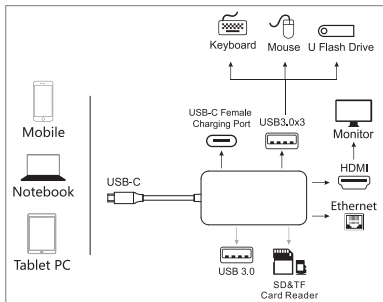 Keyboard
Mouse
U Flash Drive
USB-C Female
Charging Port
USB3.0x3
Mobile
Monitor
HDMI
Notebook
USB-C
Ethernet
Tablet PC
USB 3.0
SD&TF
Card Reader